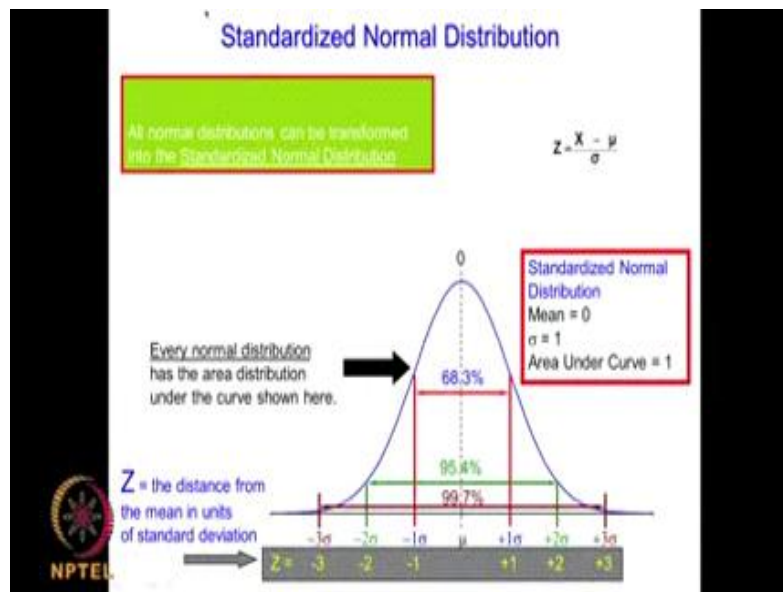 Standardized Normal Distribution
All normal distributions can be transformed
into the Standardized Normal Distribution
Z = X - μ
σ
0
Standardized Normal
Distribution
Mean = 0
σ = 1
Area Under Curve = 1
Every normal distribution
has the area distribution
under the curve shown here.
68.3%
95.4%
99.7%
Z = the distance from
the mean in units
of standard deviation
-3σ -2σ -1σ μ +1σ +2σ +3σ
Z = -3 -2 -1 +1 +2 +3
NPTEL